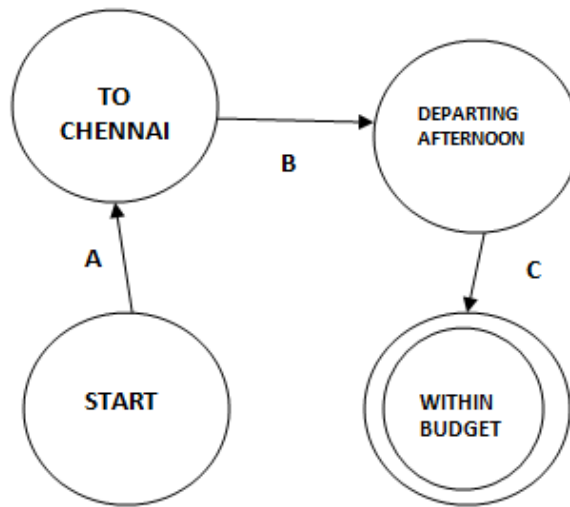 TO
CHENNAI
DEPARTING
AFTERNOON
B
A
C
START
WITHIN
BUDGET